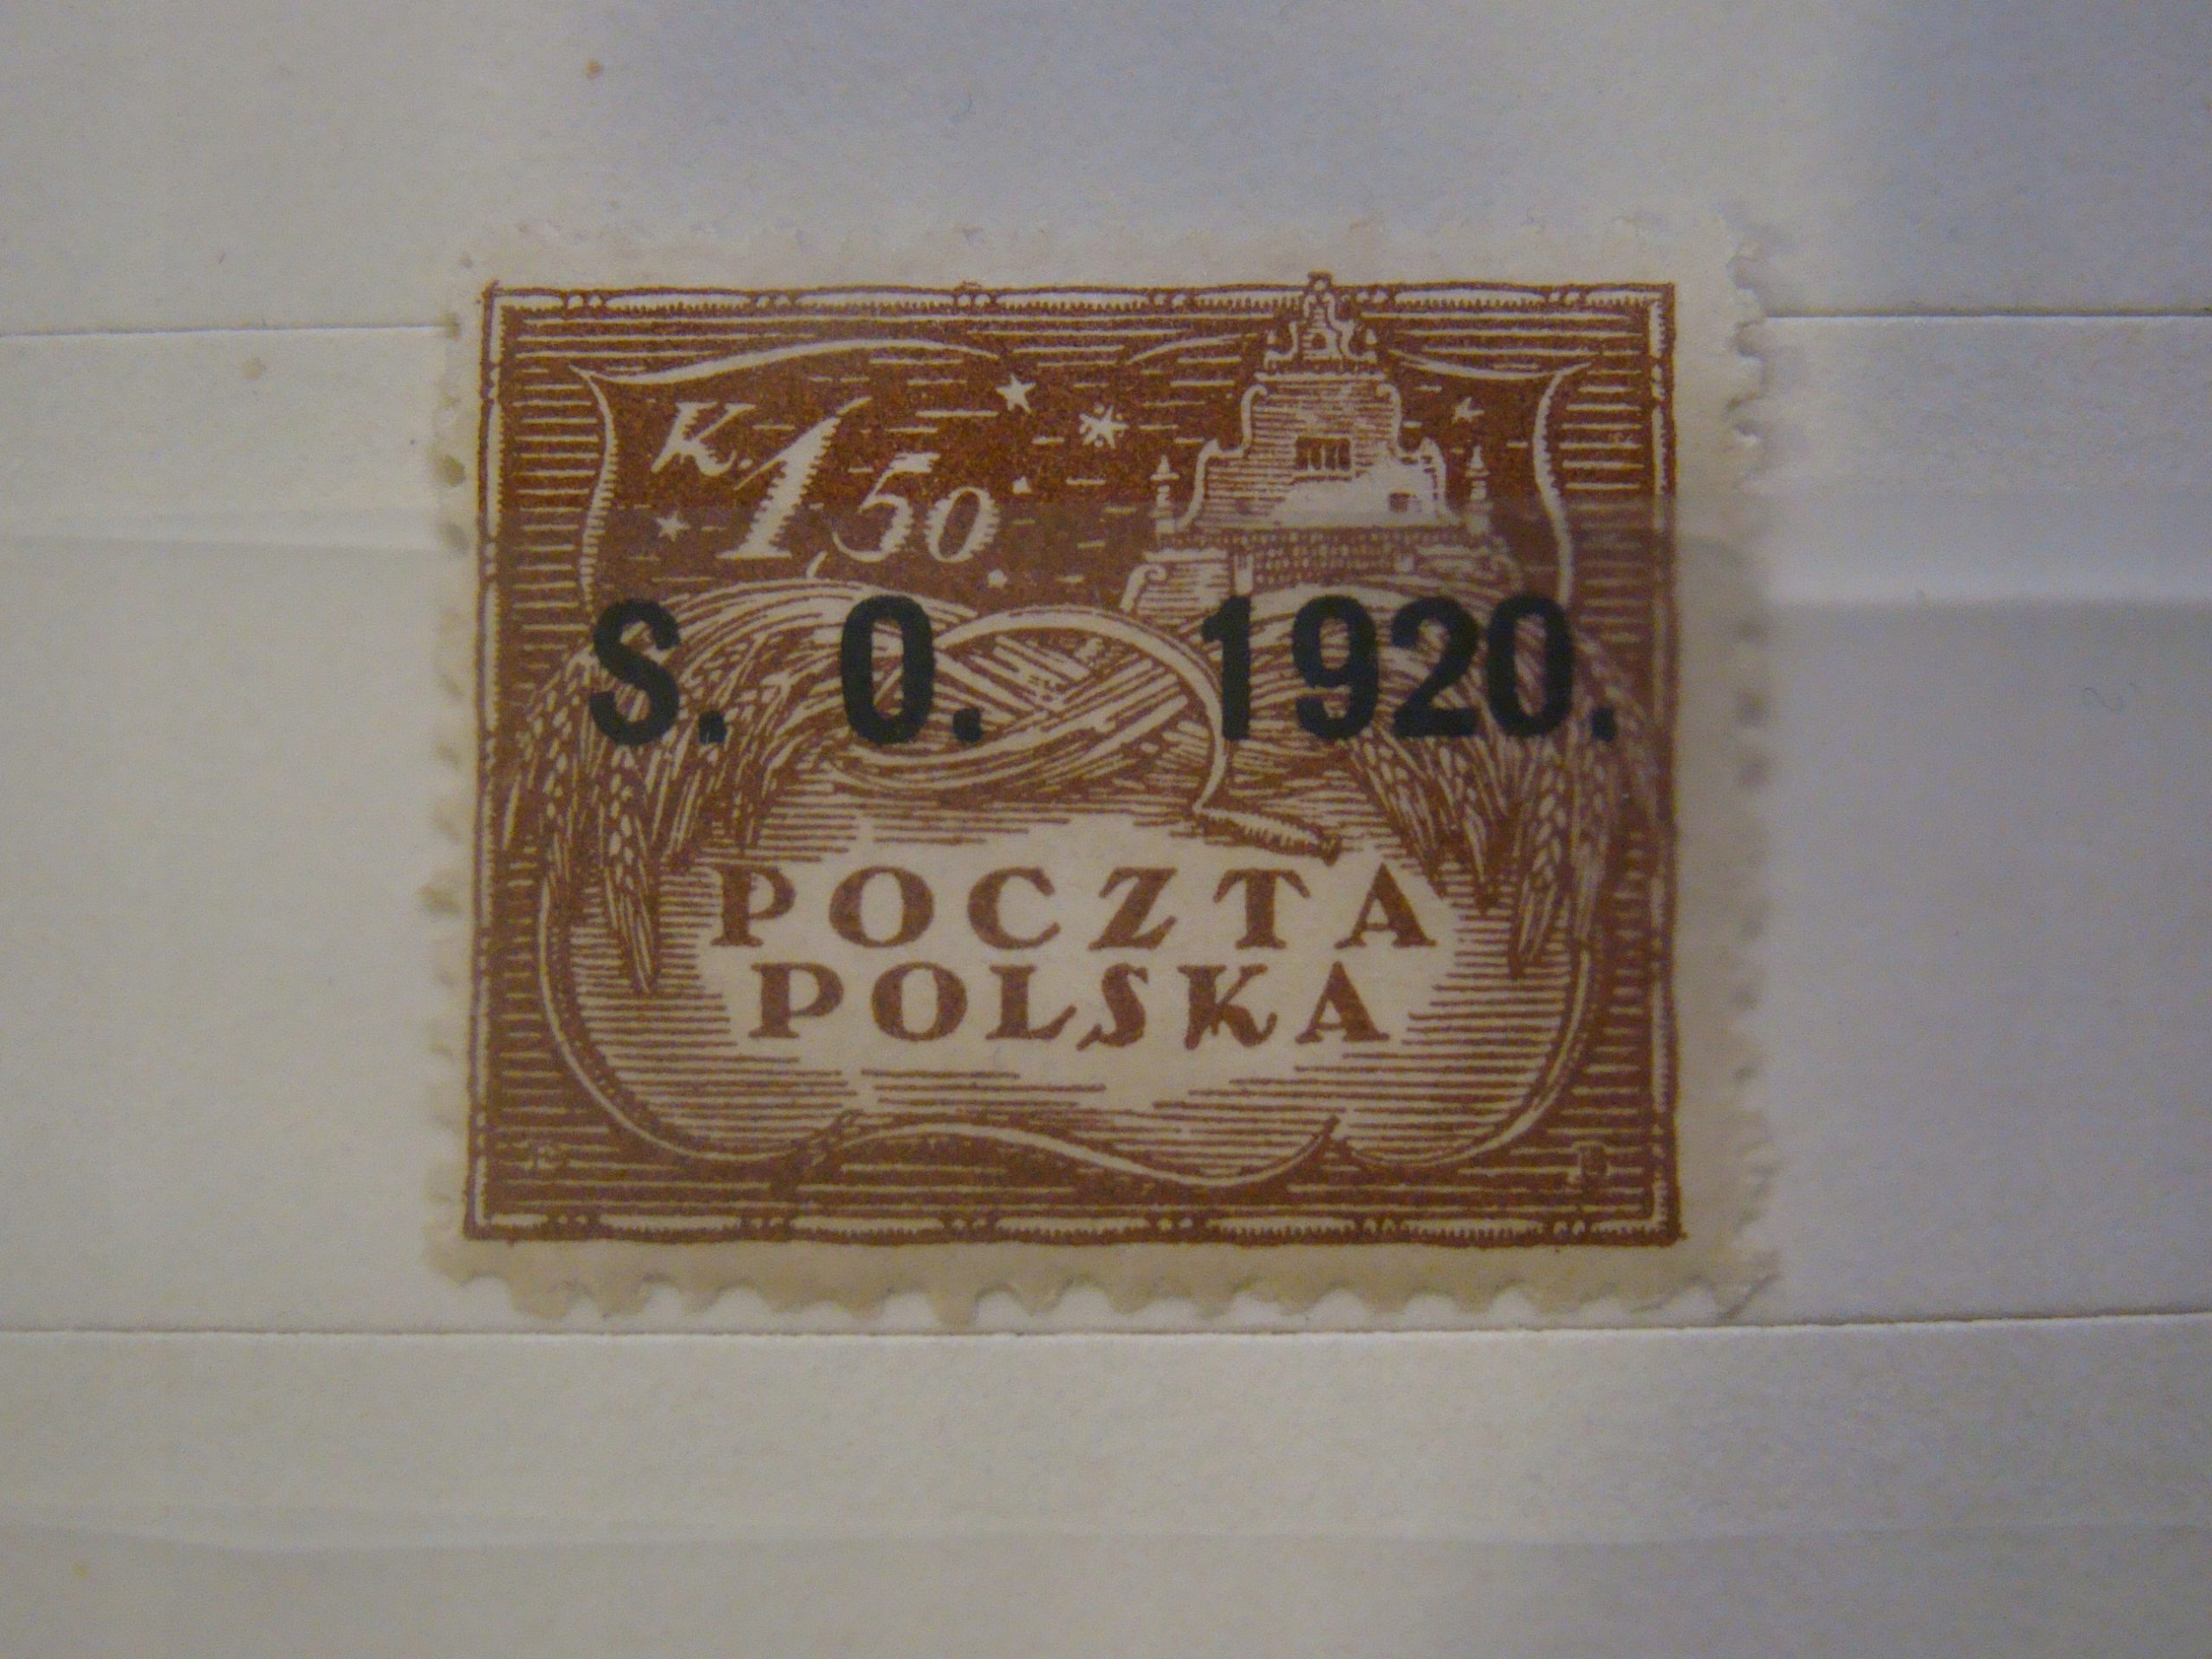 K. 1,50
S. O. 1920.
POCZTA
POLSKA